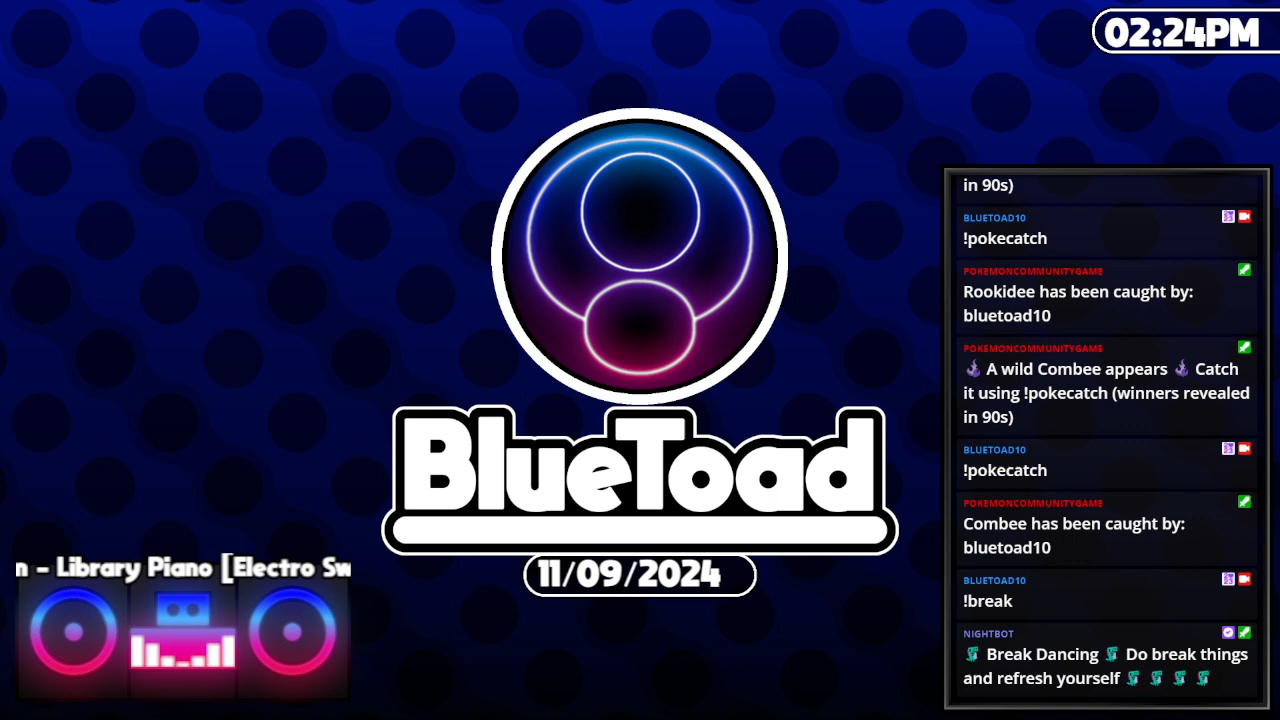 02:24PM
BlueToad
11/09/2024
n - Library Piano [Electro Sw
in 90s)
BLUETOAD10
!pokecatch
POKEMONCOMMUNITYGAME
Rookidee has been caught by:
bluetoad10
POKEMONCOMMUNITYGAME
A wild Combee appears Catch
it using !pokecatch (winners revealed
in 90s)
BLUETOAD10
!pokecatch
POKEMONCOMMUNITYGAME
Combee has been caught by:
bluetoad10
BLUETOAD10
!break
NIGHTBOT
Break Dancing Do break things
and refresh yourself